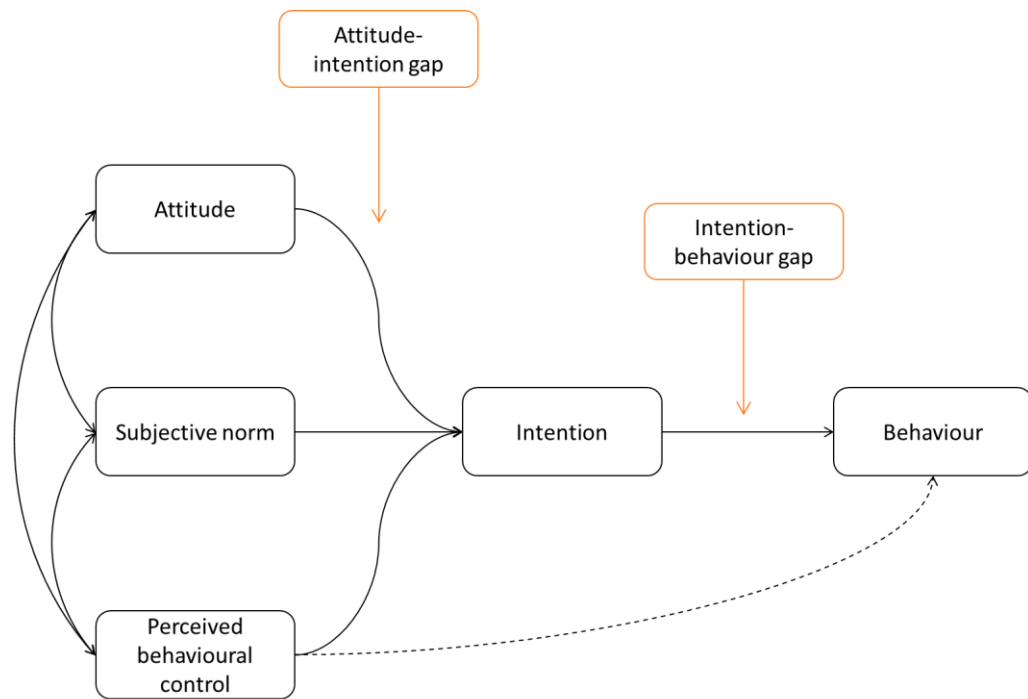 Attitude-
intention gap
Attitude
Intention-
behaviour gap
Subjective norm
Intention
Behaviour
Perceived
behavioural
control